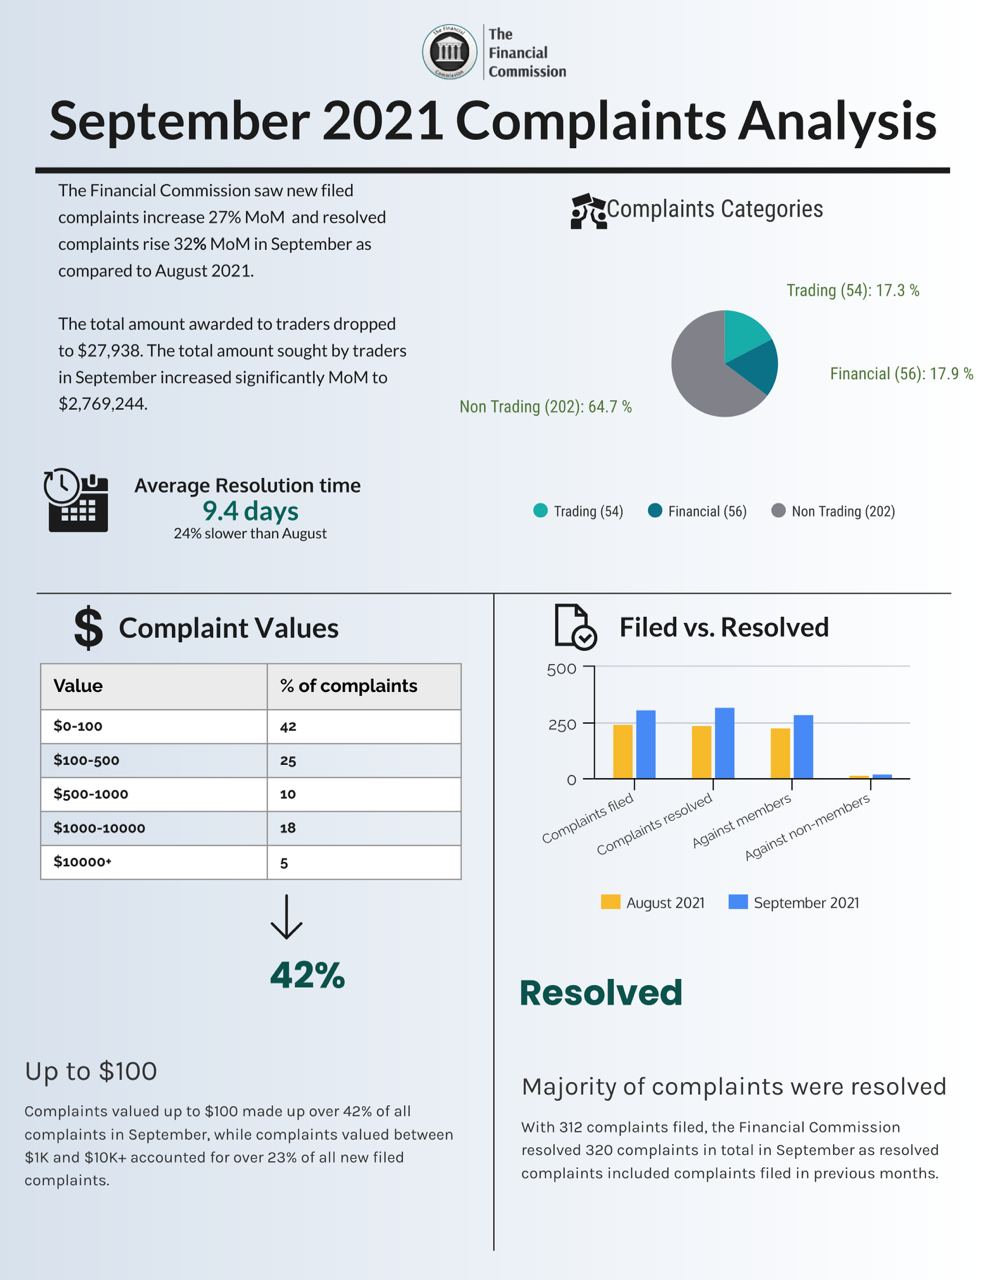 The Financial
Commission
The
Financial
Commission
September 2021 Complaints Analysis
The Financial Commission saw new filed
complaints increase 27% MoM and resolved
complaints rise 32% MoM in September as
compared to August 2021.
The total amount awarded to traders dropped
to $27,938. The total amount sought by traders
in September increased significantly MoM to
$2,769,244.
Average Resolution time
9.4 days
24% slower than August
Complaints Categories
Trading (54): 17.3 %
Financial (56): 17.9 %
Non Trading (202): 64.7 %
Trading (54) Financial (56) Non Trading (202)
$ Complaint Values
Value % of complaints
$0-100 42
$100-500 25
$500-1000 10
$1000-10000 18
$10000+ 5
42%
Up to $100
Complaints valued up to $100 made up over 42% of all
complaints in September, while complaints valued between
$1K and $10K+ accounted for over 23% of all new filed
complaints.
Filed vs. Resolved
500
250
0
Complaints filed
Complaints resolved
Against members
Against non-members
August 2021 September 2021
Resolved
Majority of complaints were resolved
With 312 complaints filed, the Financial Commission
resolved 320 complaints in total in September as resolved
complaints included complaints filed in previous months.